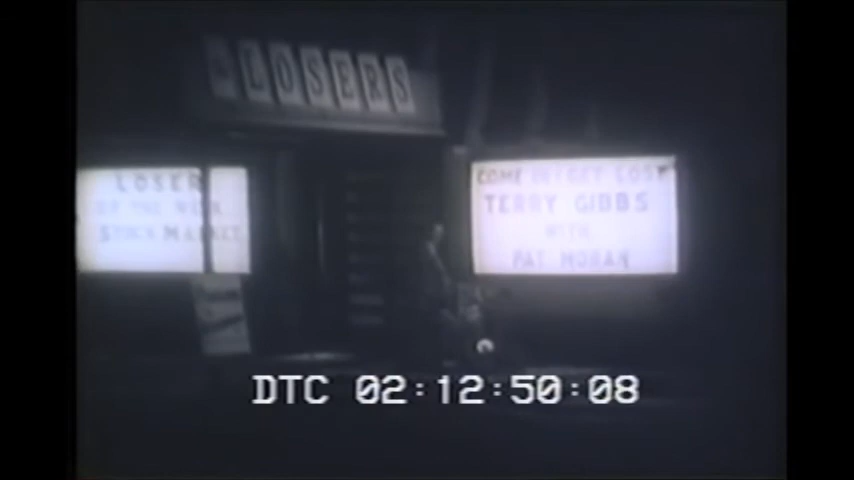 LOSERS
LOSER
OF THE WEEK
STOCK MARKET
COME GET LOST
TERRY GIBBS
WITH
PAT MORAN
DTC 02:12:50:08